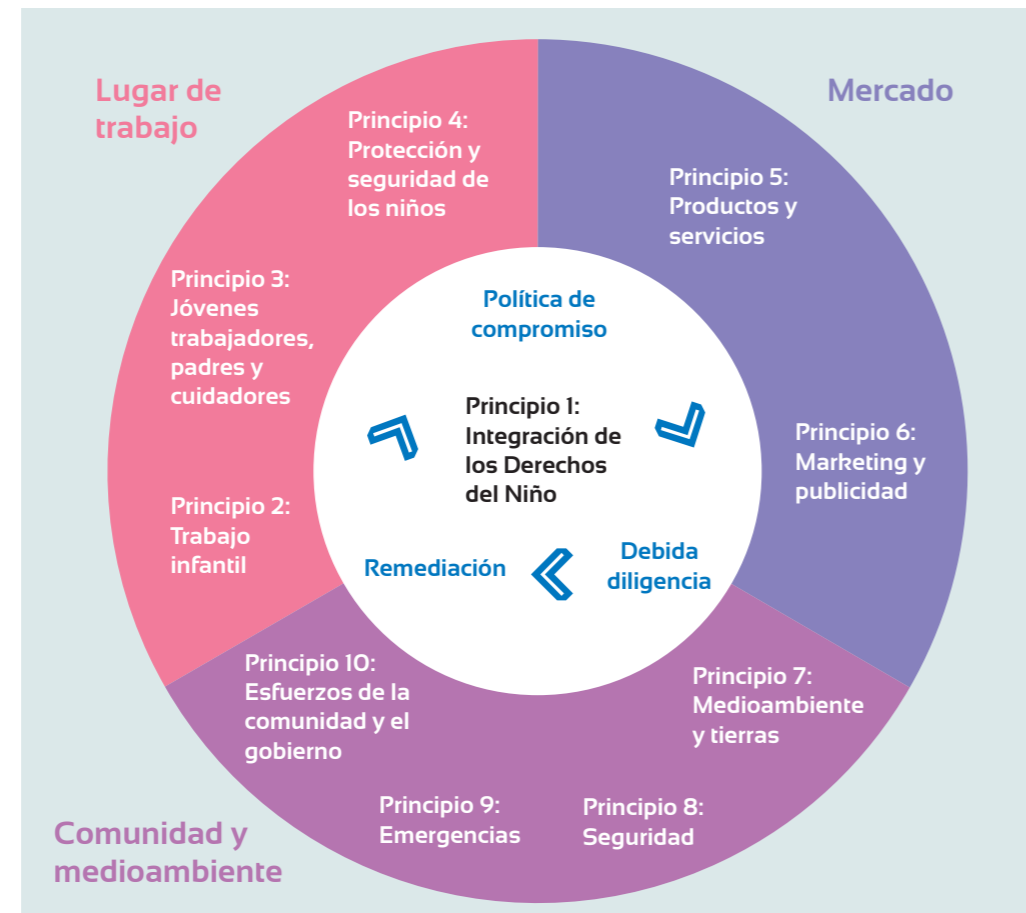 Lugar de
trabajo
Mercado
Principio 4:
Protección y
seguridad de
los niños
Principio 5:
Productos y
servicios
Principio 3:
Jóvenes
trabajadores,
padres y
cuidadores
Política de
compromiso
Principio 1:
Integración de
los Derechos
del Niño
Principio 6:
Marketing y
publicidad
Principio 2:
Trabajo
infantil
Remediación
Debida
diligencia
Principio 10:
Esfuerzos de la
comunidad y el
gobierno
Principio 7:
Medioambiente
y tierras
Principio 9:
Emergencias
Principio 8:
Seguridad
Comunidad y
medioambiente